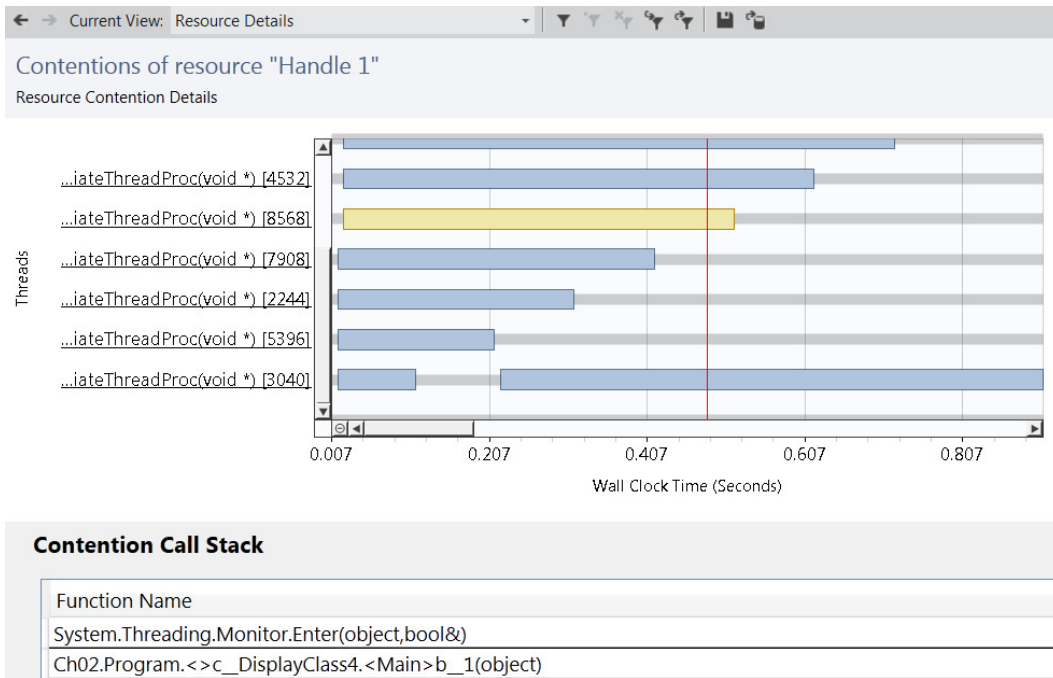 Current View: Resource Details
Contentions of resource "Handle 1"
Resource Contention Details
Threads
...iateThreadProc(void *) [4532]
...iateThreadProc(void *) [8568]
...iateThreadProc(void *) [7908]
...iateThreadProc(void *) [2244]
...iateThreadProc(void *) [5396]
...iateThreadProc(void *) [3040]
0.007 0.207 0.407 0.607 0.807
Wall Clock Time (Seconds)
Contention Call Stack
Function Name
System.Threading.Monitor.Enter(object,bool&)
Ch02.Program.<>c__DisplayClass4.<Main>b__1(object)